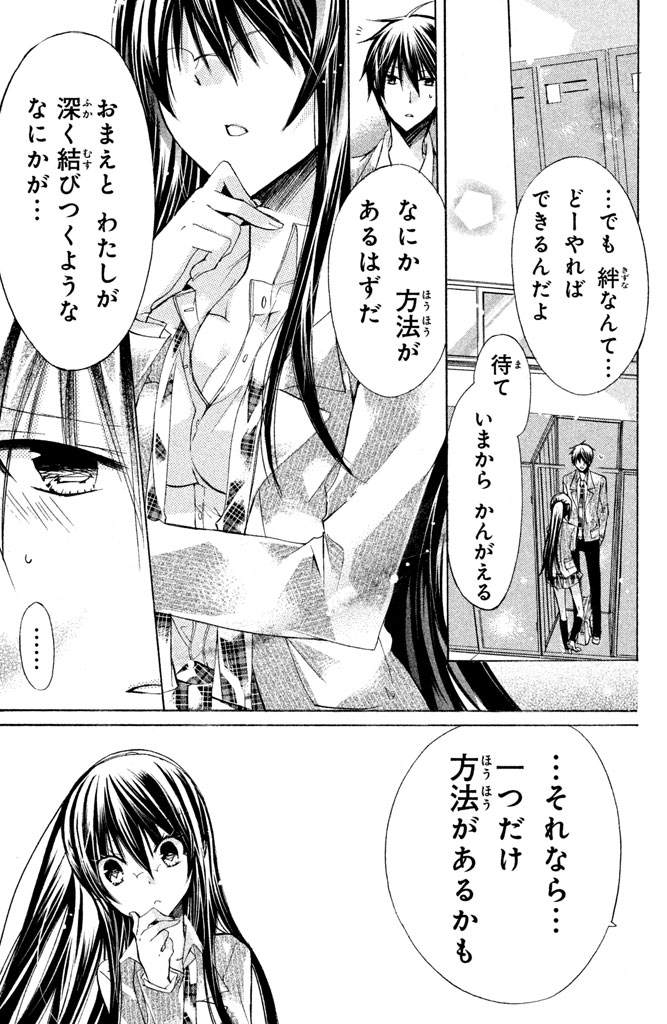 …でも 絆なんて…
どーやれば
できるんだよ
待て
いまから かんがえる
なにか 方法が
あるはずだ
おまえと わたしが
深く結びつくような
なにかが…
……
…それなら…
一つだけ
方法があるかも